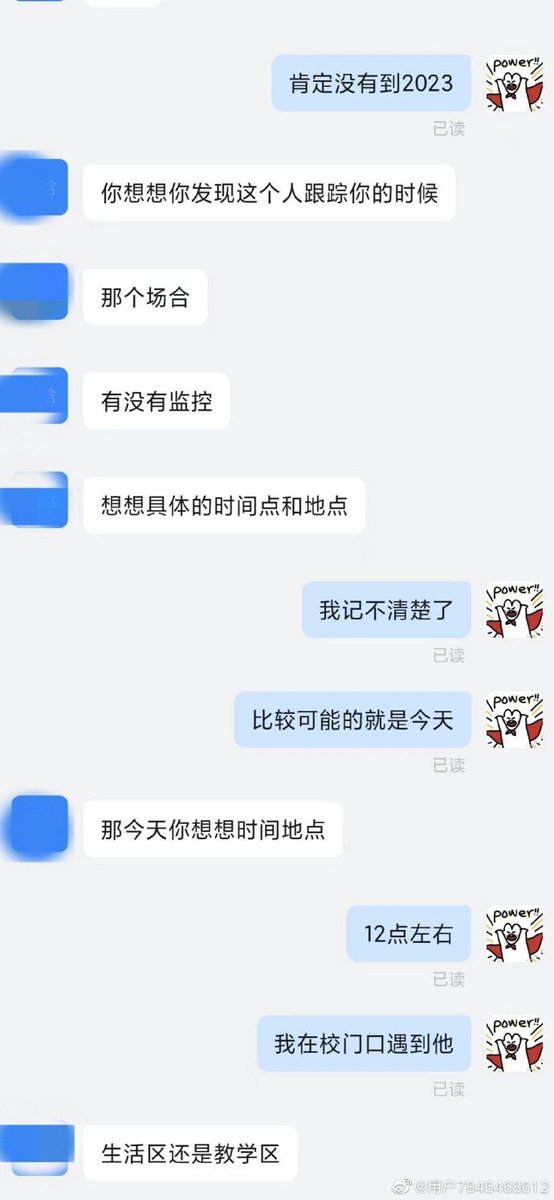 肯定没有到2023
power!!
已读
你想想你发现这个人跟踪你的时候
那个场合
有没有监控
想想具体的时间点和地点
我记不清楚了
power!!
已读
比较可能的就是今天
power!!
已读
那今天你想想时间地点
12点左右
power!!
已读
我在校门口遇到他
power!!
已读
生活区还是教学区
@用户7845468612